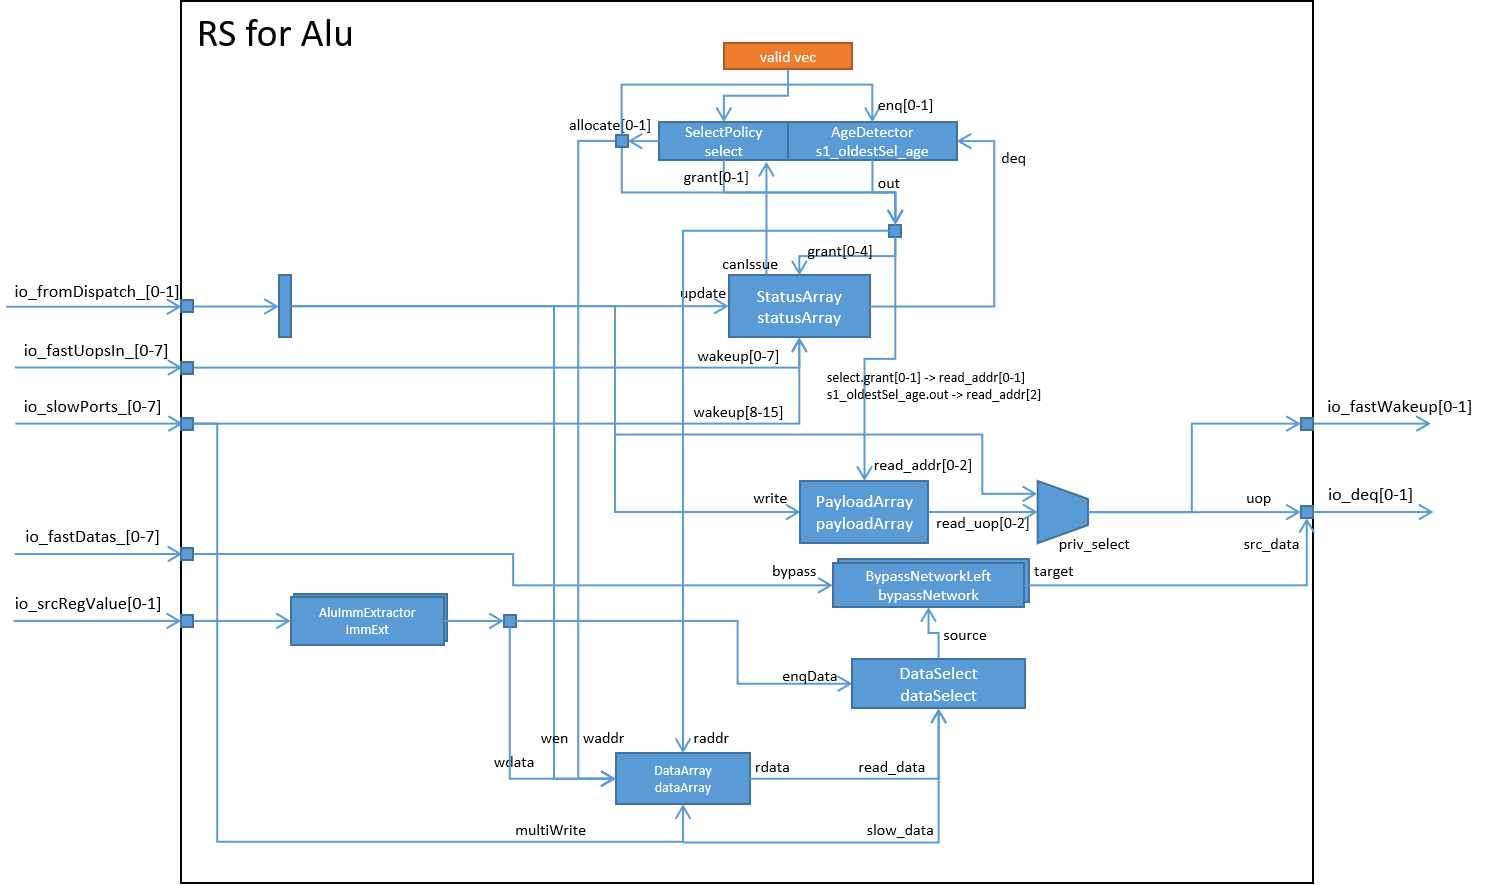 RS for Alu
valid vec
enq[0-1]
allocate[0-1]
SelectPolicy
select
AgeDetector
s1_oldestSel_age
deq
grant[0-1]
out
grant[0-4]
canIssue
io_fromDispatch_[0-1]
update
StatusArray
statusArray
io_fastUopsIn_[0-7]
wakeup[0-7]
select.grant[0-1] -> read_addr[0-1]
s1_oldestSel_age.out -> read_addr[2]
io_slowPorts_[0-7]
wakeup[8-15]
io_fastWakeup[0-1]
read_addr[0-2]
write
PayloadArray
payloadArray
read_uop[0-2]
uop
io_deq[0-1]
priv_select
src_data
io_fastDatas_[0-7]
bypass
BypassNetworkLeft
bypassNetwork
target
io_srcRegValue[0-1]
AluImmExtractor
immExt
source
enqData
DataSelect
dataSelect
wen
waddr
raddr
wdata
DataArray
dataArray
rdata
read_data
multiWrite
slow_data